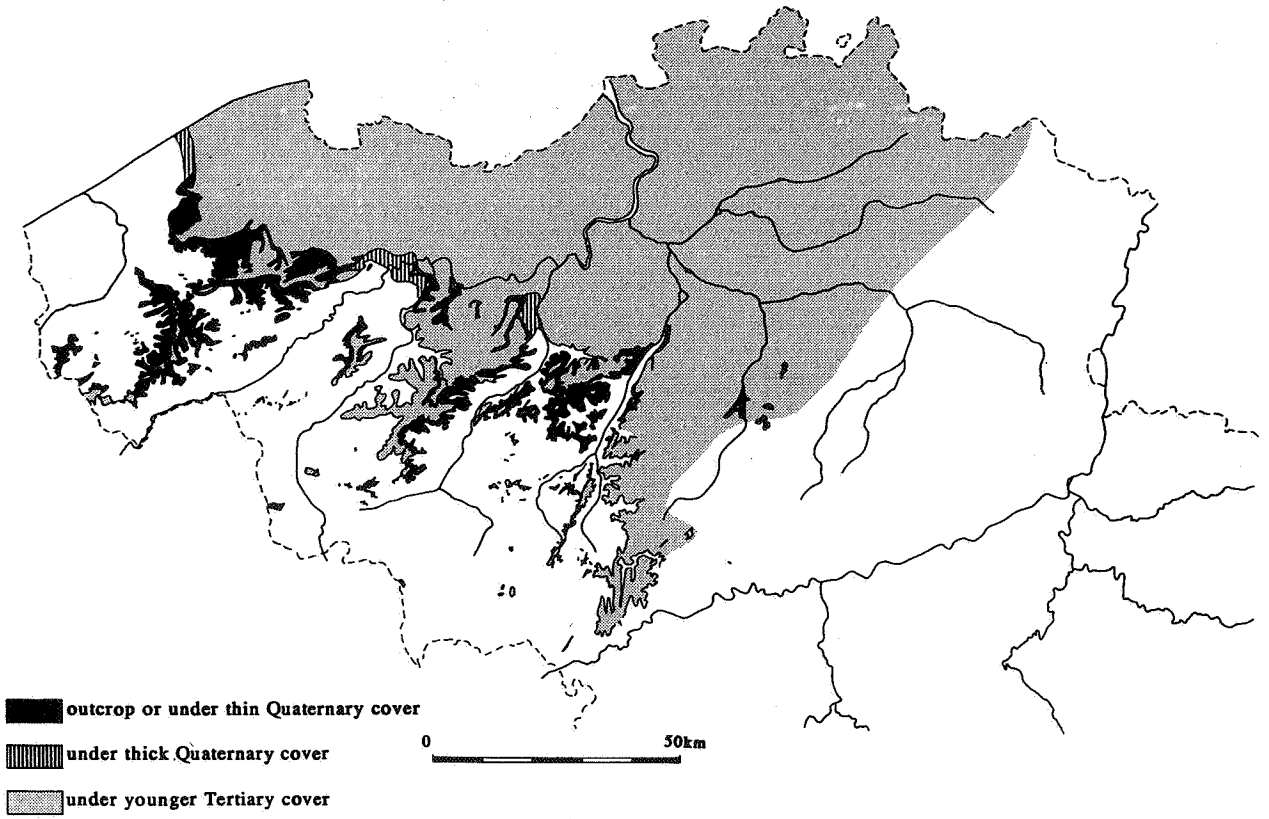 outcrop or under thin Quaternary cover
under thick Quaternary cover
under younger Tertiary cover
0 50km